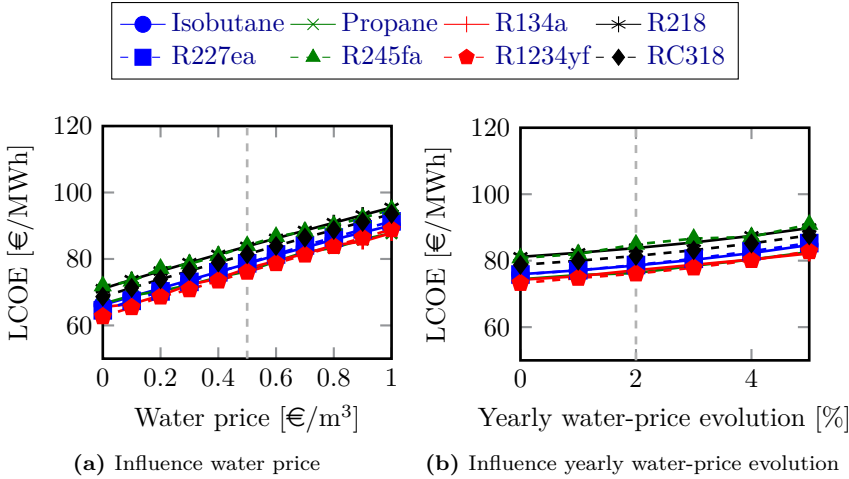 Isobutane Propane R134a R218
R227ea R245fa R1234yf RC318
120
100
80
60
0 0.2 0.4 0.6 0.8 1
LCOE [€/MWh]
Water price [€/m³]
(a) Influence water price
120
100
80
60
0 2 4
LCOE [€/MWh]
Yearly water-price evolution [%]
(b) Influence yearly water-price evolution